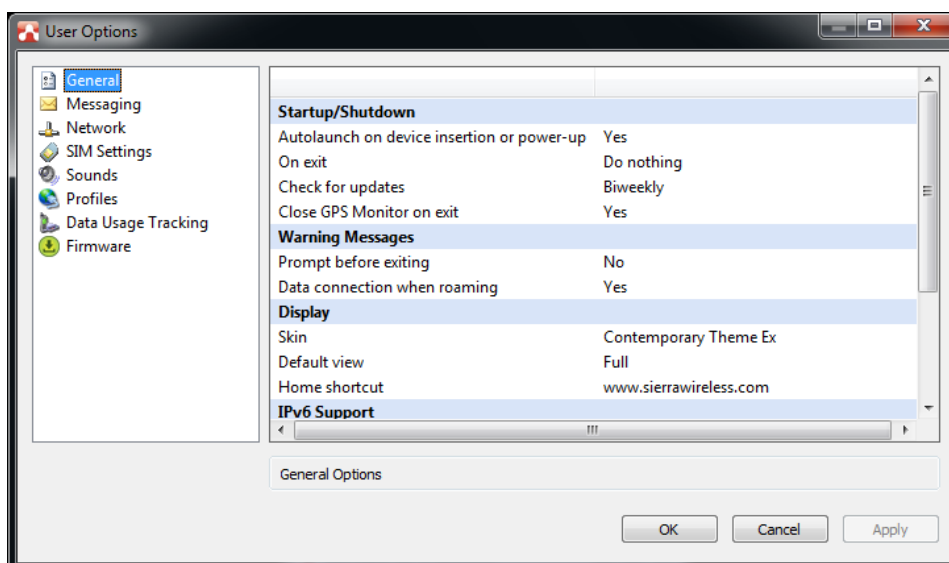 User Options
General
Messaging
Network
SIM Settings
Sounds
Profiles
Data Usage Tracking
Firmware
Startup/Shutdown
Autolaunch on device insertion or power-up Yes
On exit Do nothing
Check for updates Biweekly
Close GPS Monitor on exit Yes
Warning Messages
Prompt before exiting No
Data connection when roaming Yes
Display
Skin Contemporary Theme Ex
Default view Full
Home shortcut www.sierrawireless.com
IPv6 Support
General Options
OK Cancel Apply